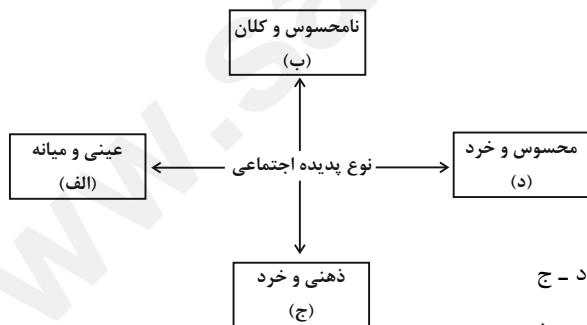 نامحسوس و کلان
(ب)
محسوس و خرد
(د)
نوع پدیده اجتماعی
عینی و میانه
(الف)
ذهنی و خرد
(ج)
د – ج